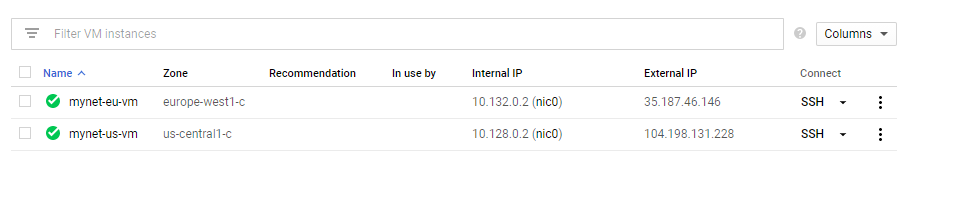 Filter VM instances
Columns
Name Zone Recommendation In use by Internal IP External IP Connect
mynet-eu-vm europe-west1-c 10.132.0.2 (nic0) 35.187.46.146 SSH
mynet-us-vm us-central1-c 10.128.0.2 (nic0) 104.198.131.228 SSH